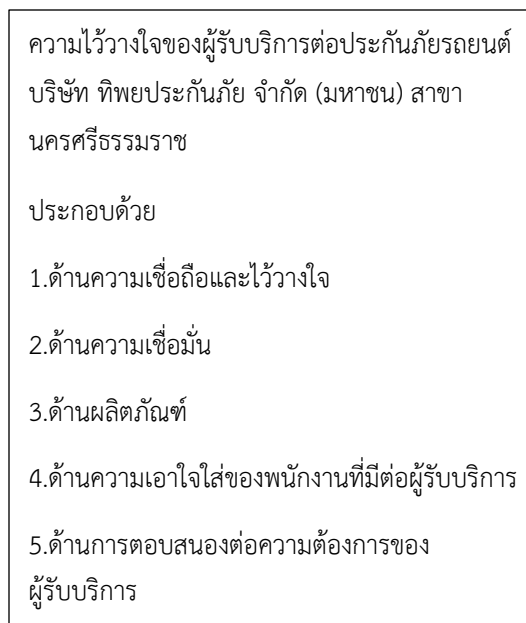 ความไว้วางใจของผู้รับบริการต่อประกันภัยรถยนต์
บริษัท ทิพยประกันภัย จำกัด (มหาชน) สาขา
นครศรีธรรมราช
ประกอบด้วย
1.ด้านความเชื่อถือและไว้วางใจ
2.ด้านความเชื่อมั่น
3.ด้านผลิตภัณฑ์
4.ด้านความเอาใจใส่ของพนักงานที่มีต่อผู้รับบริการ
5.ด้านการตอบสนองต่อความต้องการของ
ผู้รับบริการ